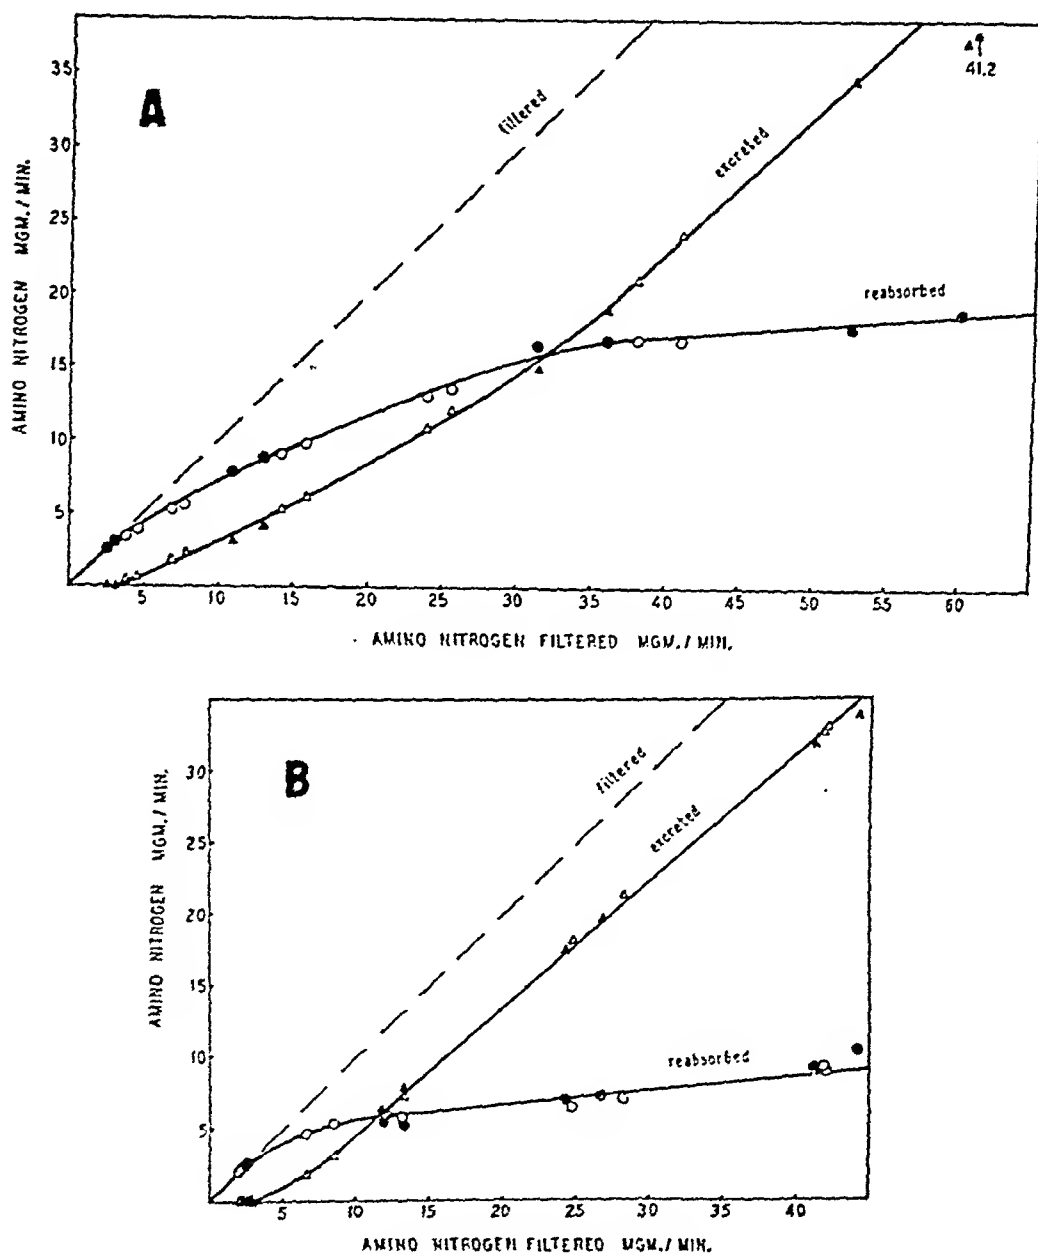 A
35
30
25
20
15
10
5
AMINO NITROGEN MGM./MIN.
filtered
excreted
41.2
reabsorbed
5 10 15 20 25 30 35 40 45 50 55 60
AMINO NITROGEN FILTERED MGM./MIN.
B
30
25
20
15
10
5
AMINO NITROGEN MGM./MIN.
filtered
excreted
reabsorbed
5 10 15 20 25 30 35 40
AMINO NITROGEN FILTERED MGM./MIN.